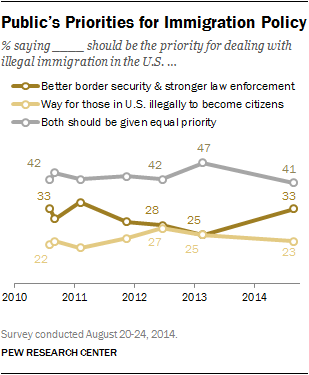 Public's Priorities for Immigration Policy
% saying ____ should be the priority for dealing with
illegal immigration in the U.S. ...
Better border security & stronger law enforcement
Way for those in U.S. illegally to become citizens
Both should be given equal priority
42 42 47 41
33 28 25 33
22 27 25 23
2010 2011 2012 2013 2014
Survey conducted August 20-24, 2014.
PEW RESEARCH CENTER